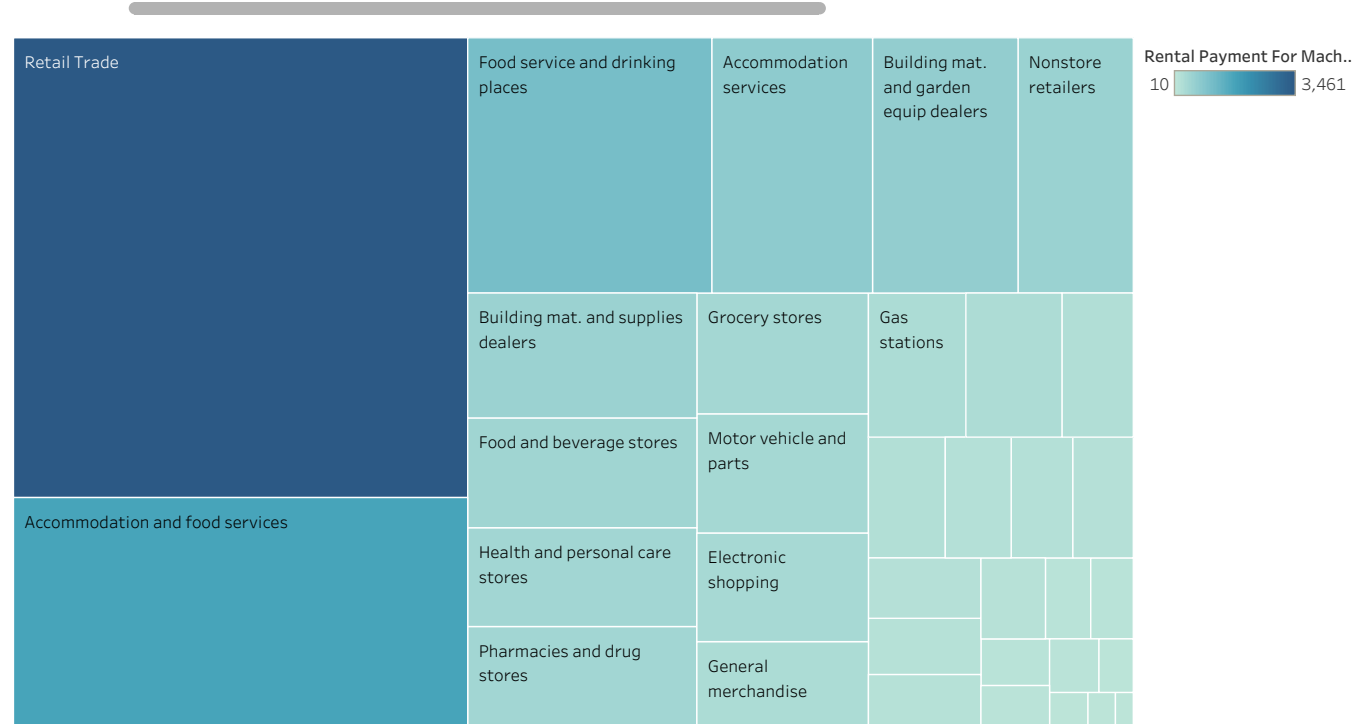 Retail Trade
Accommodation and food services
Food service and drinking
places
Accommodation
services
Building mat.
and garden
equip dealers
Nonstore
retailers
Building mat. and supplies
dealers
Food and beverage stores
Health and personal care
stores
Pharmacies and drug
stores
Grocery stores
Motor vehicle and
parts
Electronic
shopping
General
merchandise
Gas
stations
Rental Payment For Mach..
10
3,461